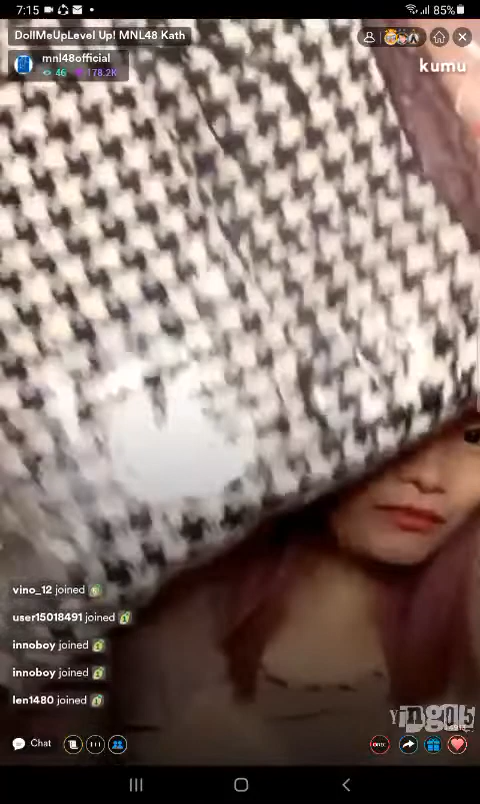 7:15
85%
DollMeUpLevel Up! MNL48 Kath
mnl48official
46 178.2K
kumu
vino_12 joined
user15018491 joined
innoboy joined
innoboy joined
len1480 joined
Chat